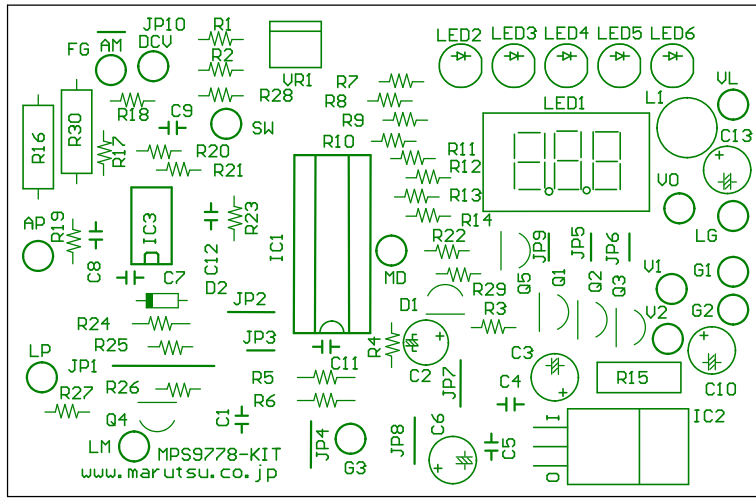 JP10
R1
LED2 LED3 LED4 LED5 LED6
FG
AM
DCV
R2
VR1
R7
VL
R28
R8
L1
LED1
R18
C9
R9
R16
R30
R17
SW
R10
C13
R20
R11
R21
R12
VO
R13
AP
R19
IC3
R23
IC1
R14
LG
C8
C12
R22
JP9
JP5
JP6
C7
D2
MD
V1
G1
Q5
Q1
Q2
Q3
R29
JP2
D1
R3
V2
G2
R24
JP3
R4
R25
LP
JP1
C11
C2
C3
R5
JP7
C4
R15
C10
R27
R26
R6
Q4
C1
JP4
JP8
C6
I
IC2
LM
MPS9778-KIT
G3
C5
O
www.marutsu.co.jp